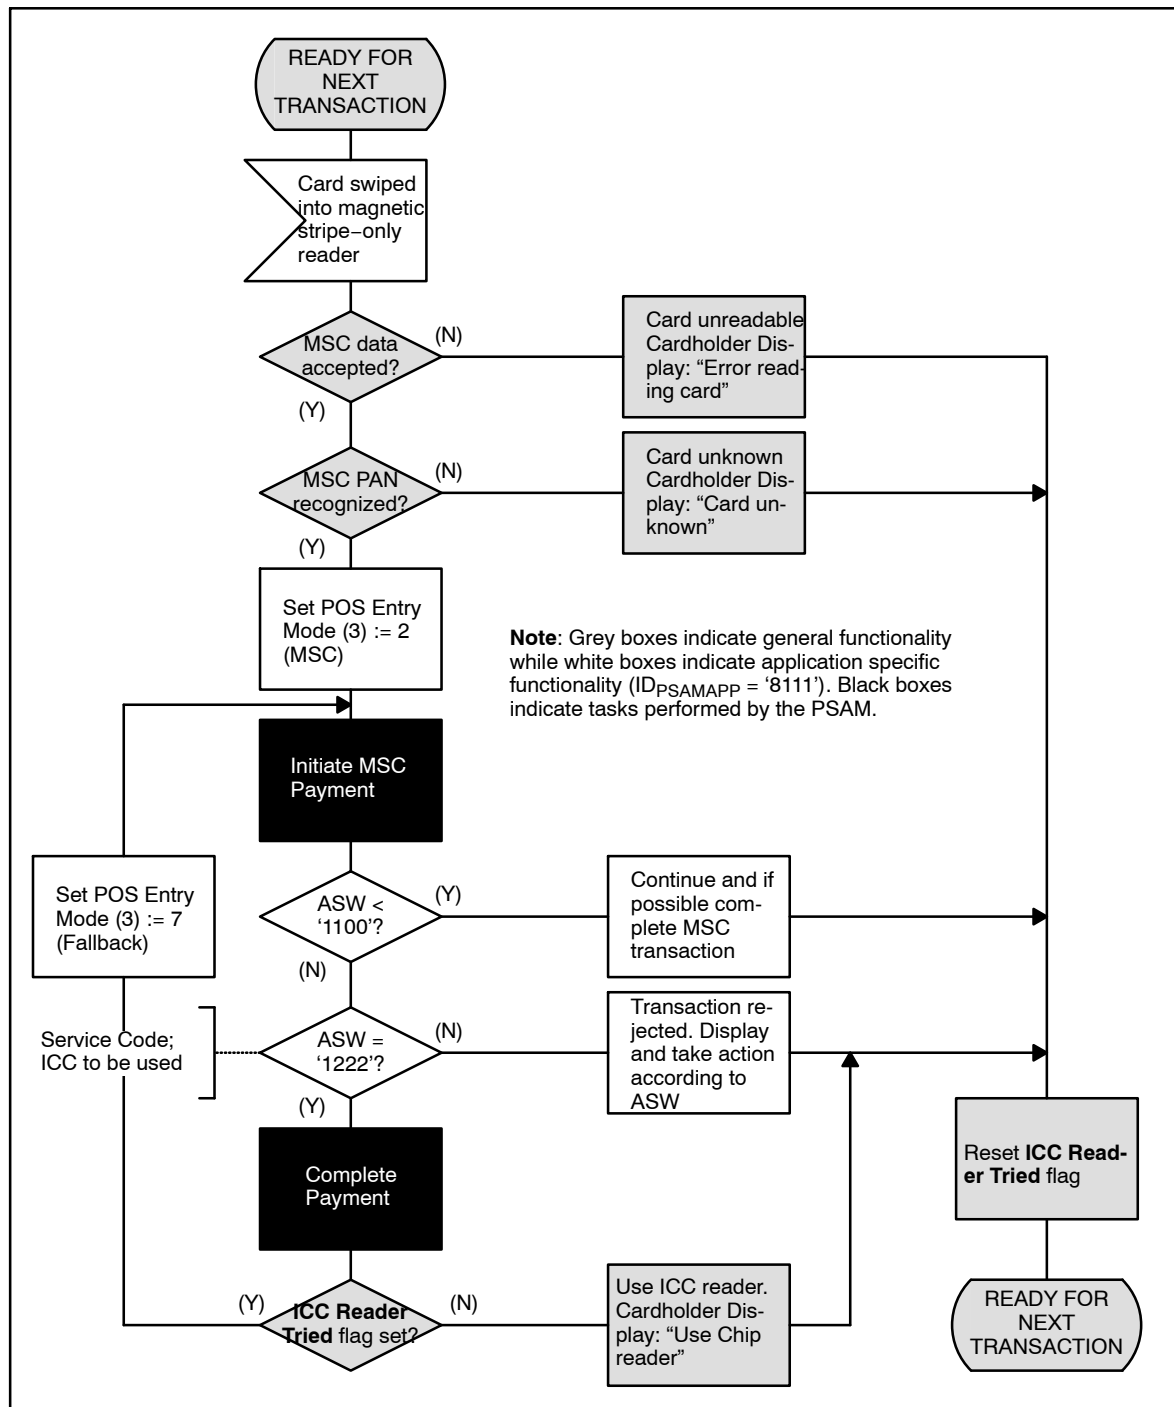 READY FOR
NEXT
TRANSACTION
Card swiped
into magnetic
stripe–only
reader
MSC data
accepted?
(N)
(Y)
Card unreadable
Cardholder Dis-
play: “Error read-
ing card”
MSC PAN
recognized?
(N)
(Y)
Card unknown
Cardholder Dis-
play: “Card un-
known”
Set POS Entry
Mode (3) := 2
(MSC)
Note: Grey boxes indicate general functionality
while white boxes indicate application specific
functionality (IDPSAMAPP = ‘8111’). Black boxes
indicate tasks performed by the PSAM.
Initiate MSC
Payment
Set POS Entry
Mode (3) := 7
(Fallback)
ASW <
‘1100’?
(Y)
(N)
Continue and if
possible com-
plete MSC
transaction
Service Code;
ICC to be used
ASW =
‘1222’?
(N)
(Y)
Transaction re-
jected. Display
and take action
according to
ASW
Complete
Payment
Reset ICC Read-
er Tried flag
(Y)
ICC Reader
Tried flag set?
(N)
Use ICC reader.
Cardholder Dis-
play: “Use Chip
reader”
READY FOR
NEXT
TRANSACTION